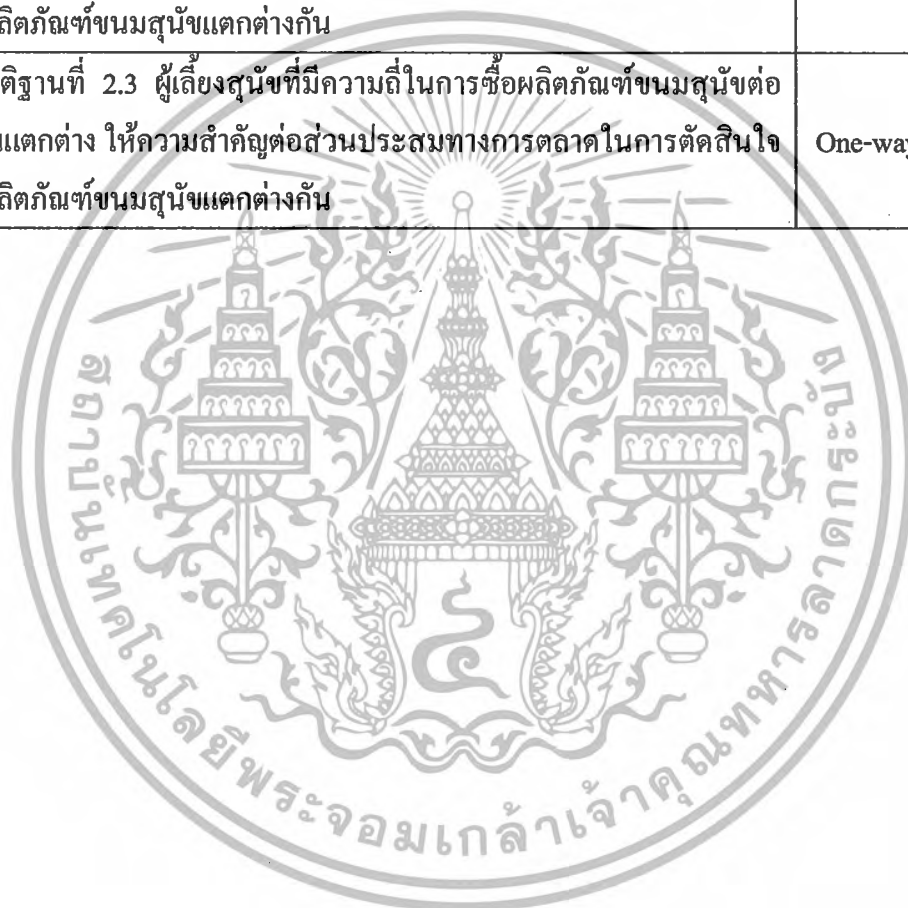 ลิตภัณฑ์ขนมสุนัขแตกต่างกัน
ติฐานที่ 2.3 ผู้เลี้ยงสุนัขที่มีความถี่ในการซื้อผลิตภัณฑ์ขนมสุนัขต่อ
แตกต่าง ให้ความสำคัญต่อส่วนประสมทางการตลาดในการตัดสินใจ One-way
ลิตภัณฑ์ขนมสุนัขแตกต่างกัน
สถาบันเทคโนโลยีพระจอมเกล้าเจ้าคุณทหารลาดกระบัง